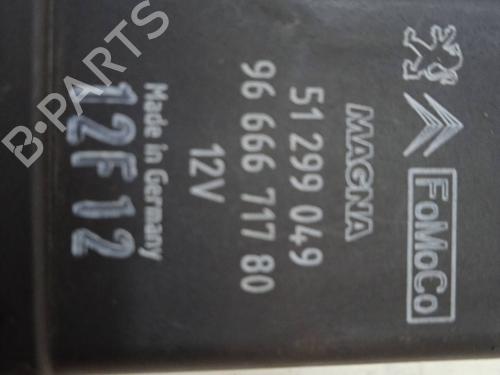 FoMoCo
MAGNA
51 299 049
96 666 717 80
12V
Made in Germany
12F12
B-PARTS